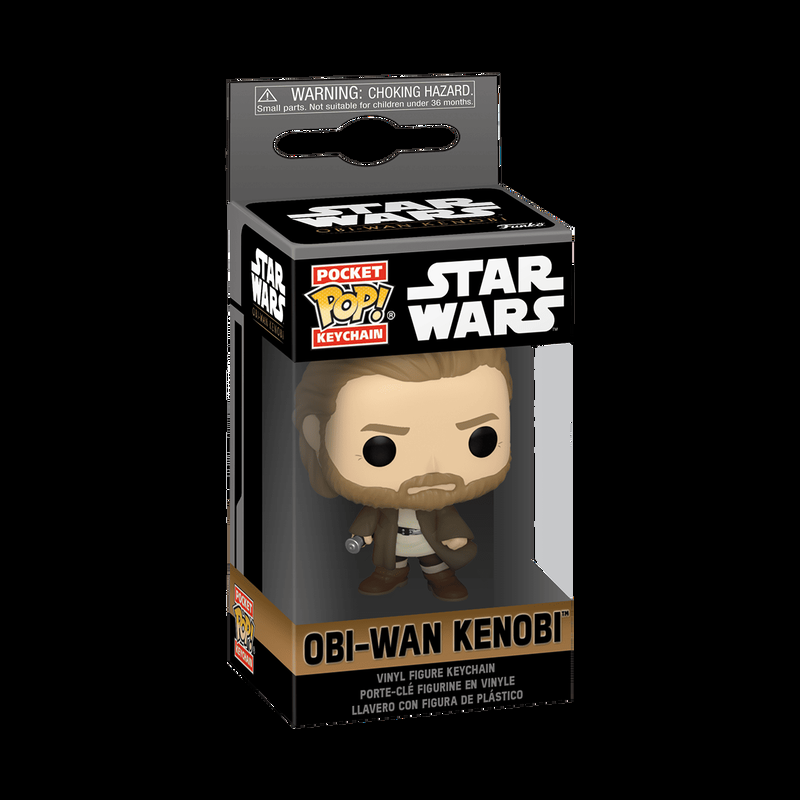 ⚠ WARNING: CHOKING HAZARD.
Small parts. Not suitable for children under 36 months.
STAR
WARS
OBI-WAN KENOBI
Funko
STAR
WARS
OBI-WAN KENOBI
POCKET
POP!®
KEYCHAIN
STAR
WARS™
OBI-WAN KENOBI™
VINYL FIGURE KEYCHAIN
PORTE-CLÉ FIGURINE EN VINYLE
LLAVERO CON FIGURA DE PLÁSTICO
POCKET
POP!
KEYCHAIN